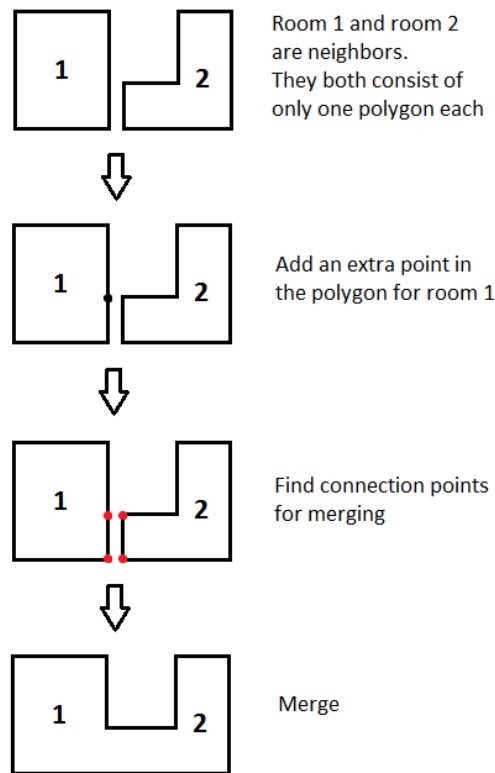 Room 1 and room 2
are neighbors.
They both consist of
only one polygon each
1
2
Add an extra point in
the polygon for room 1
1
2
Find connection points
for merging
1
2
Merge
1
2